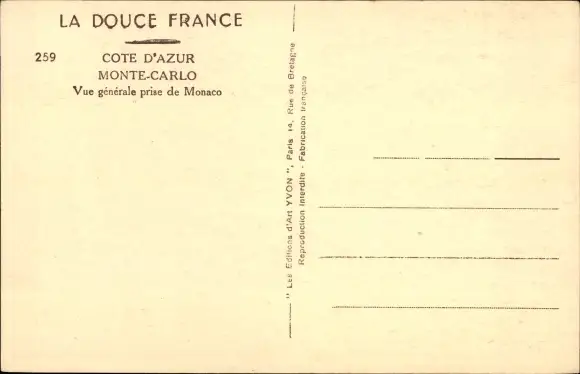 LA DOUCE FRANCE
259 COTE D'AZUR
MONTE-CARLO
Vue générale prise de Monaco
" Les Editions d'Art YVON ", Paris 14, Rue de Bretagne
Reproduction Interdite - Fabrication française